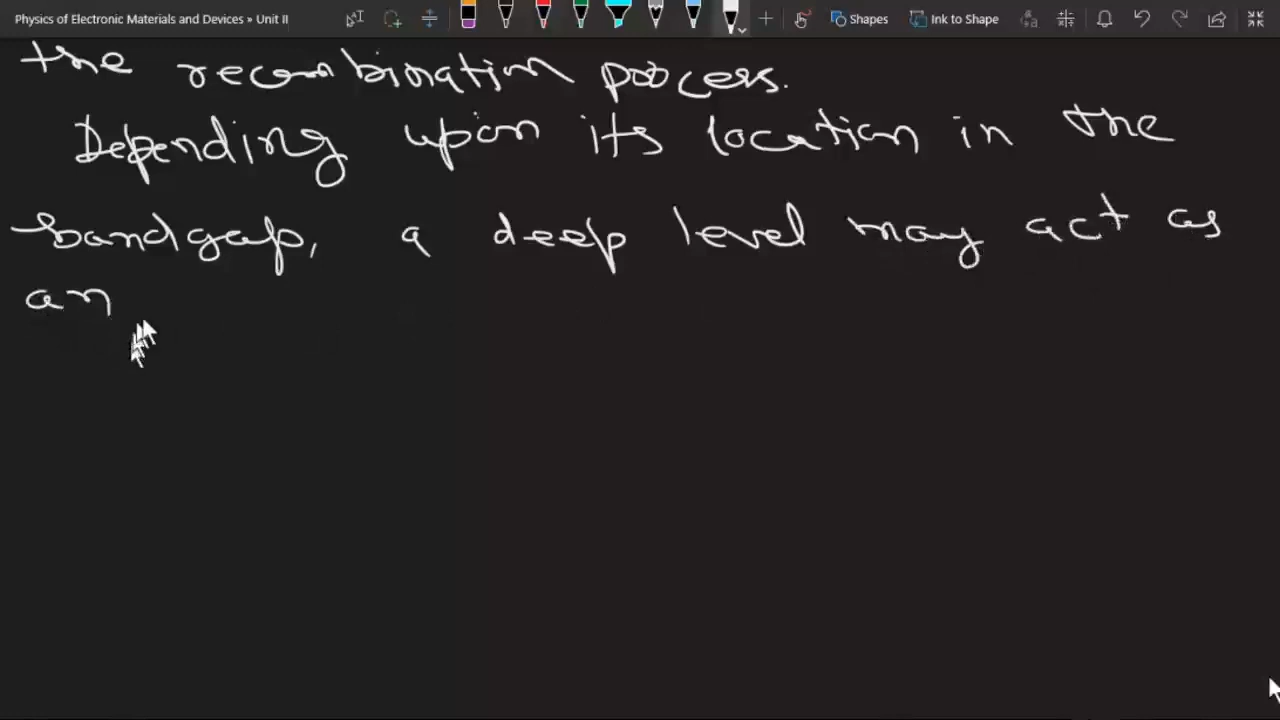 Physics of Electronic Materials and Devices » Unit II
Shapes
Ink to Shape
the recombination process.
Depending upon its location in the
bandgap, a deep level may act as
an